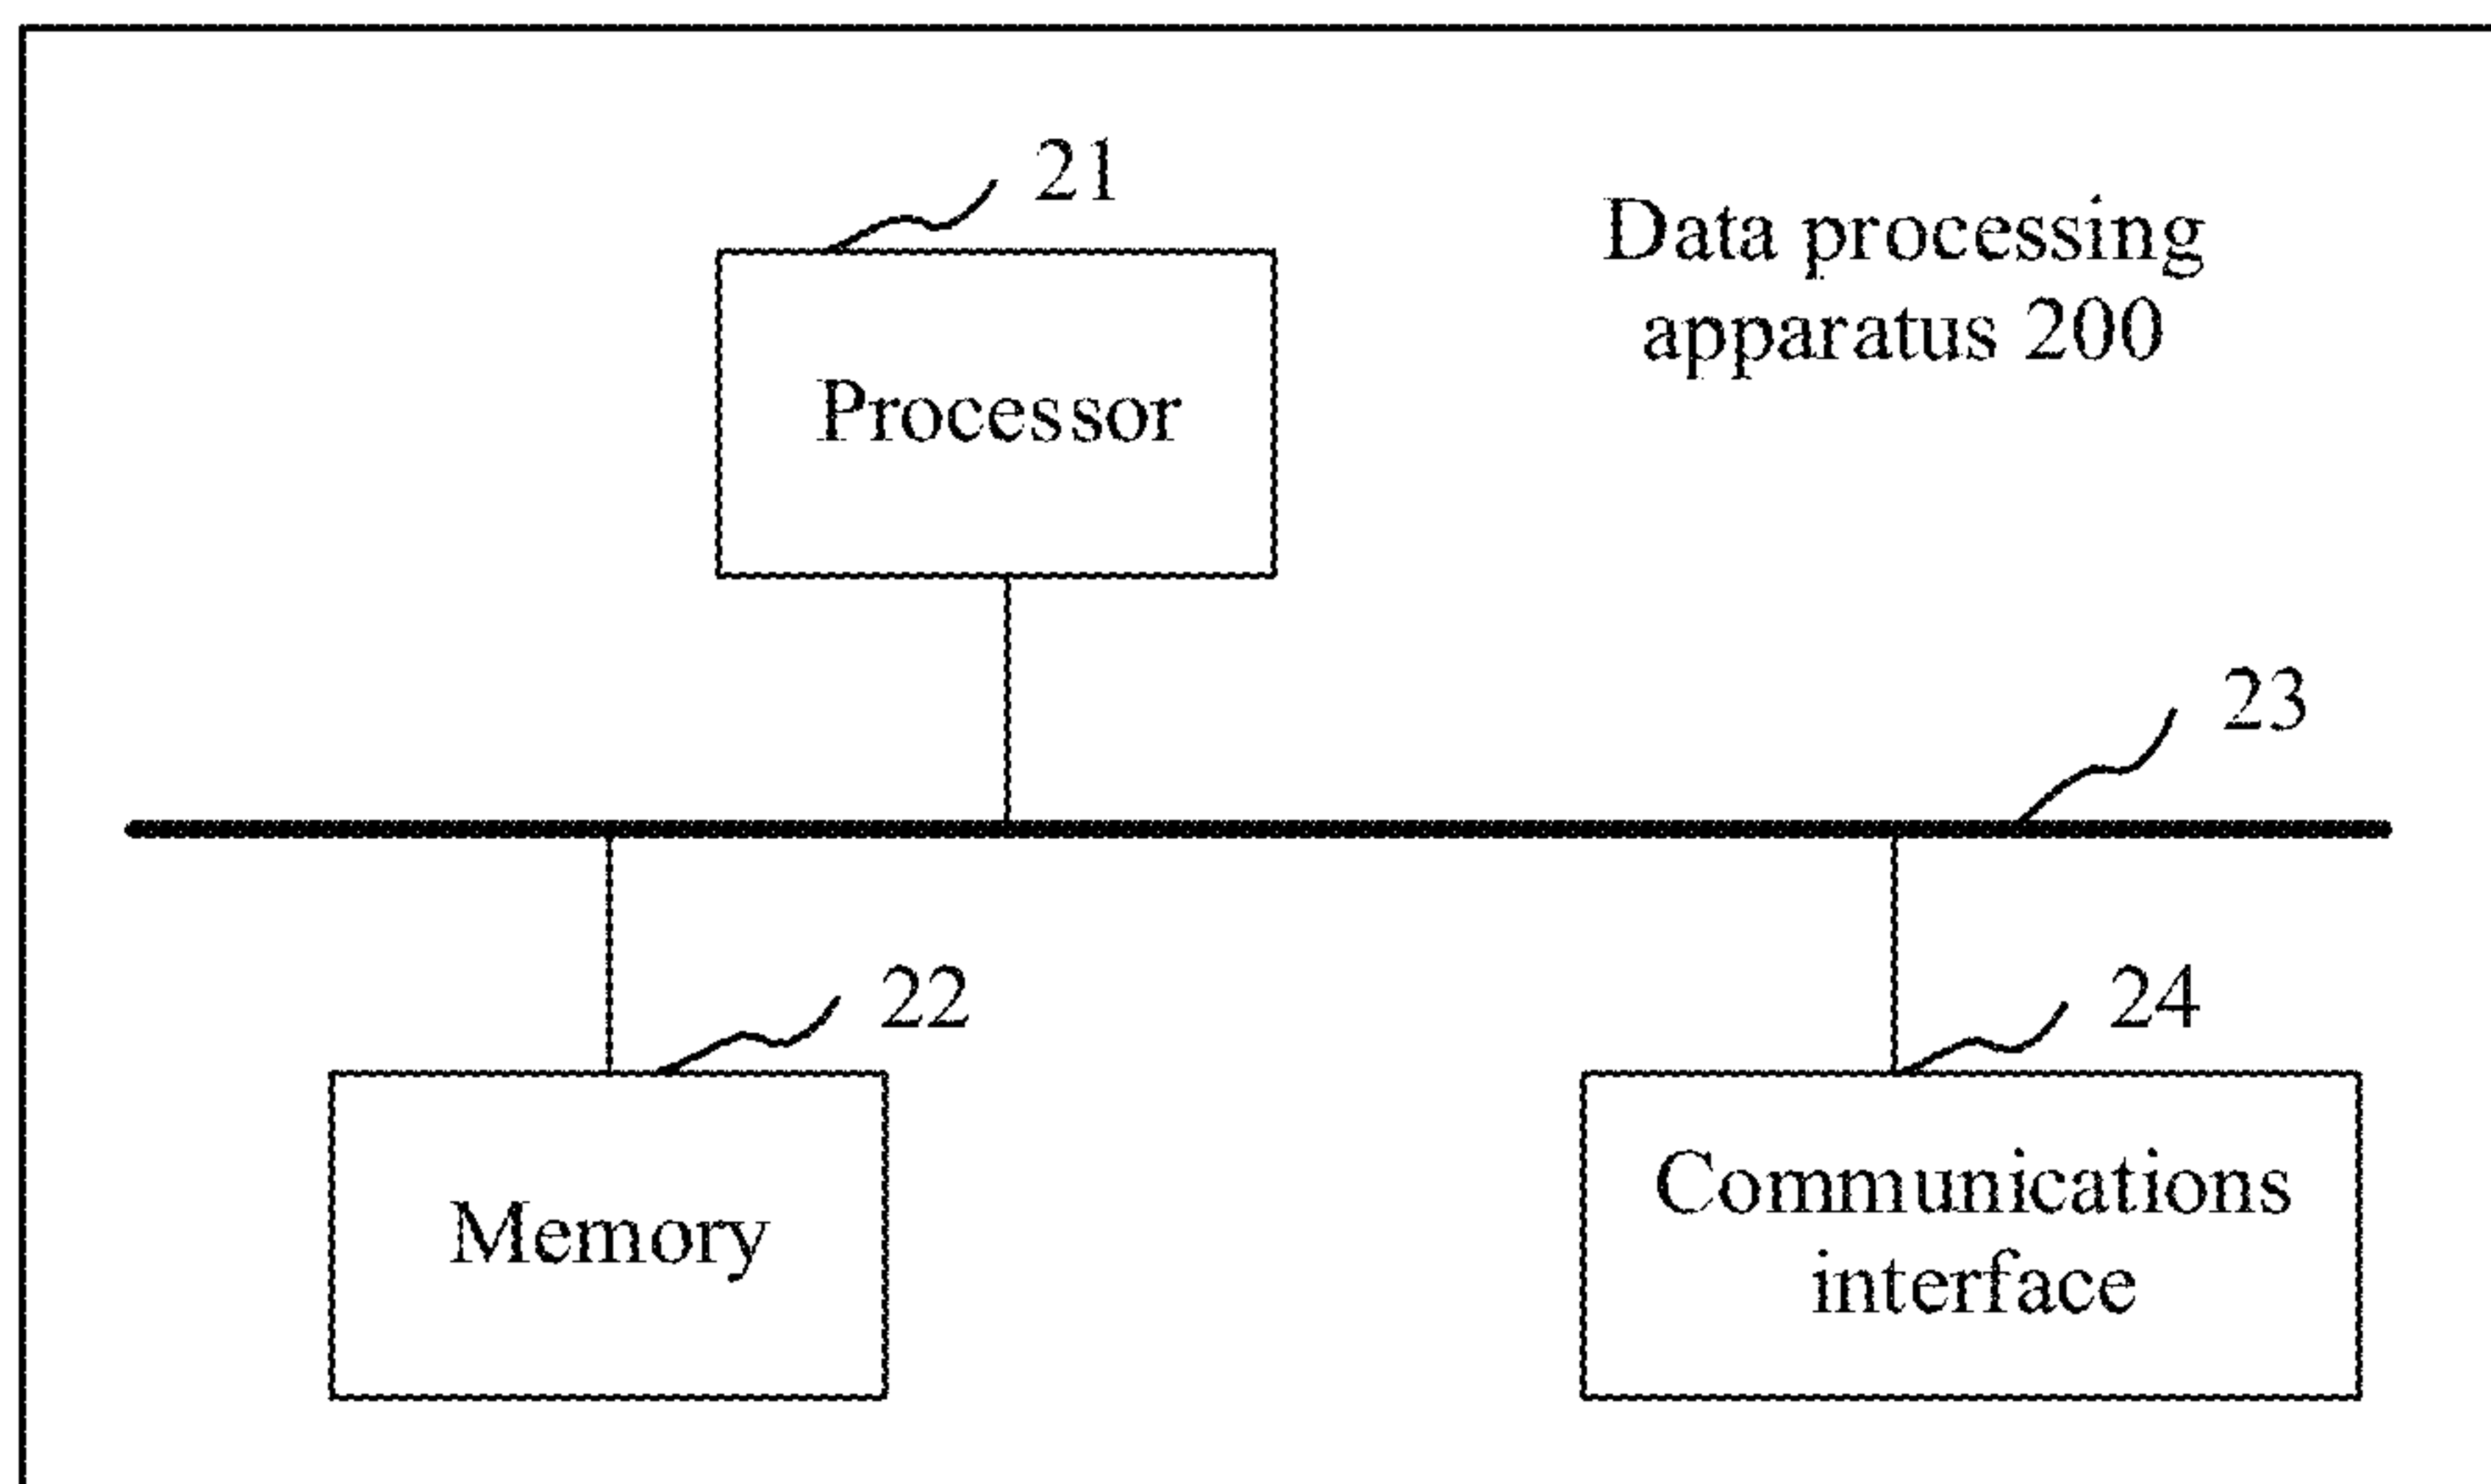 21
Data processing
apparatus 200
Processor
23
22
24
Memory
Communications
interface